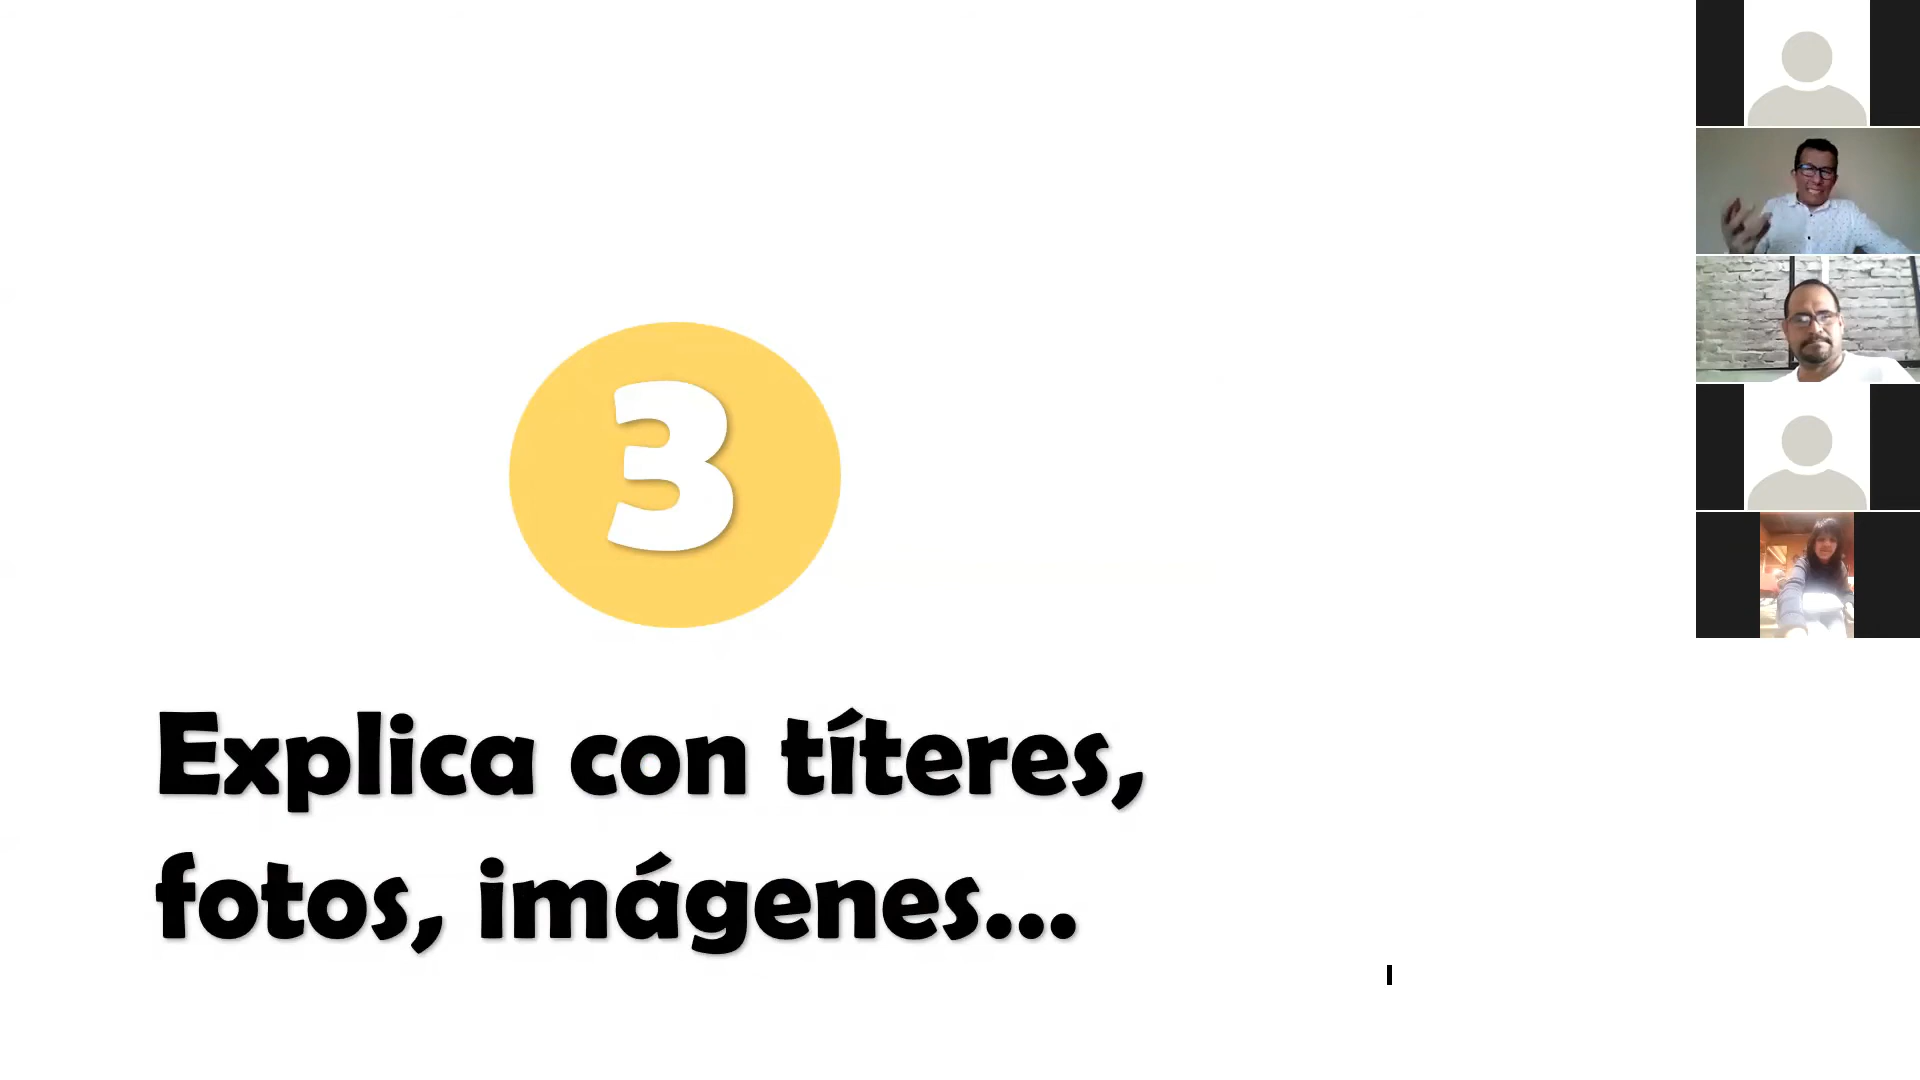 3
Explica con títeres,
fotos, imágenes...